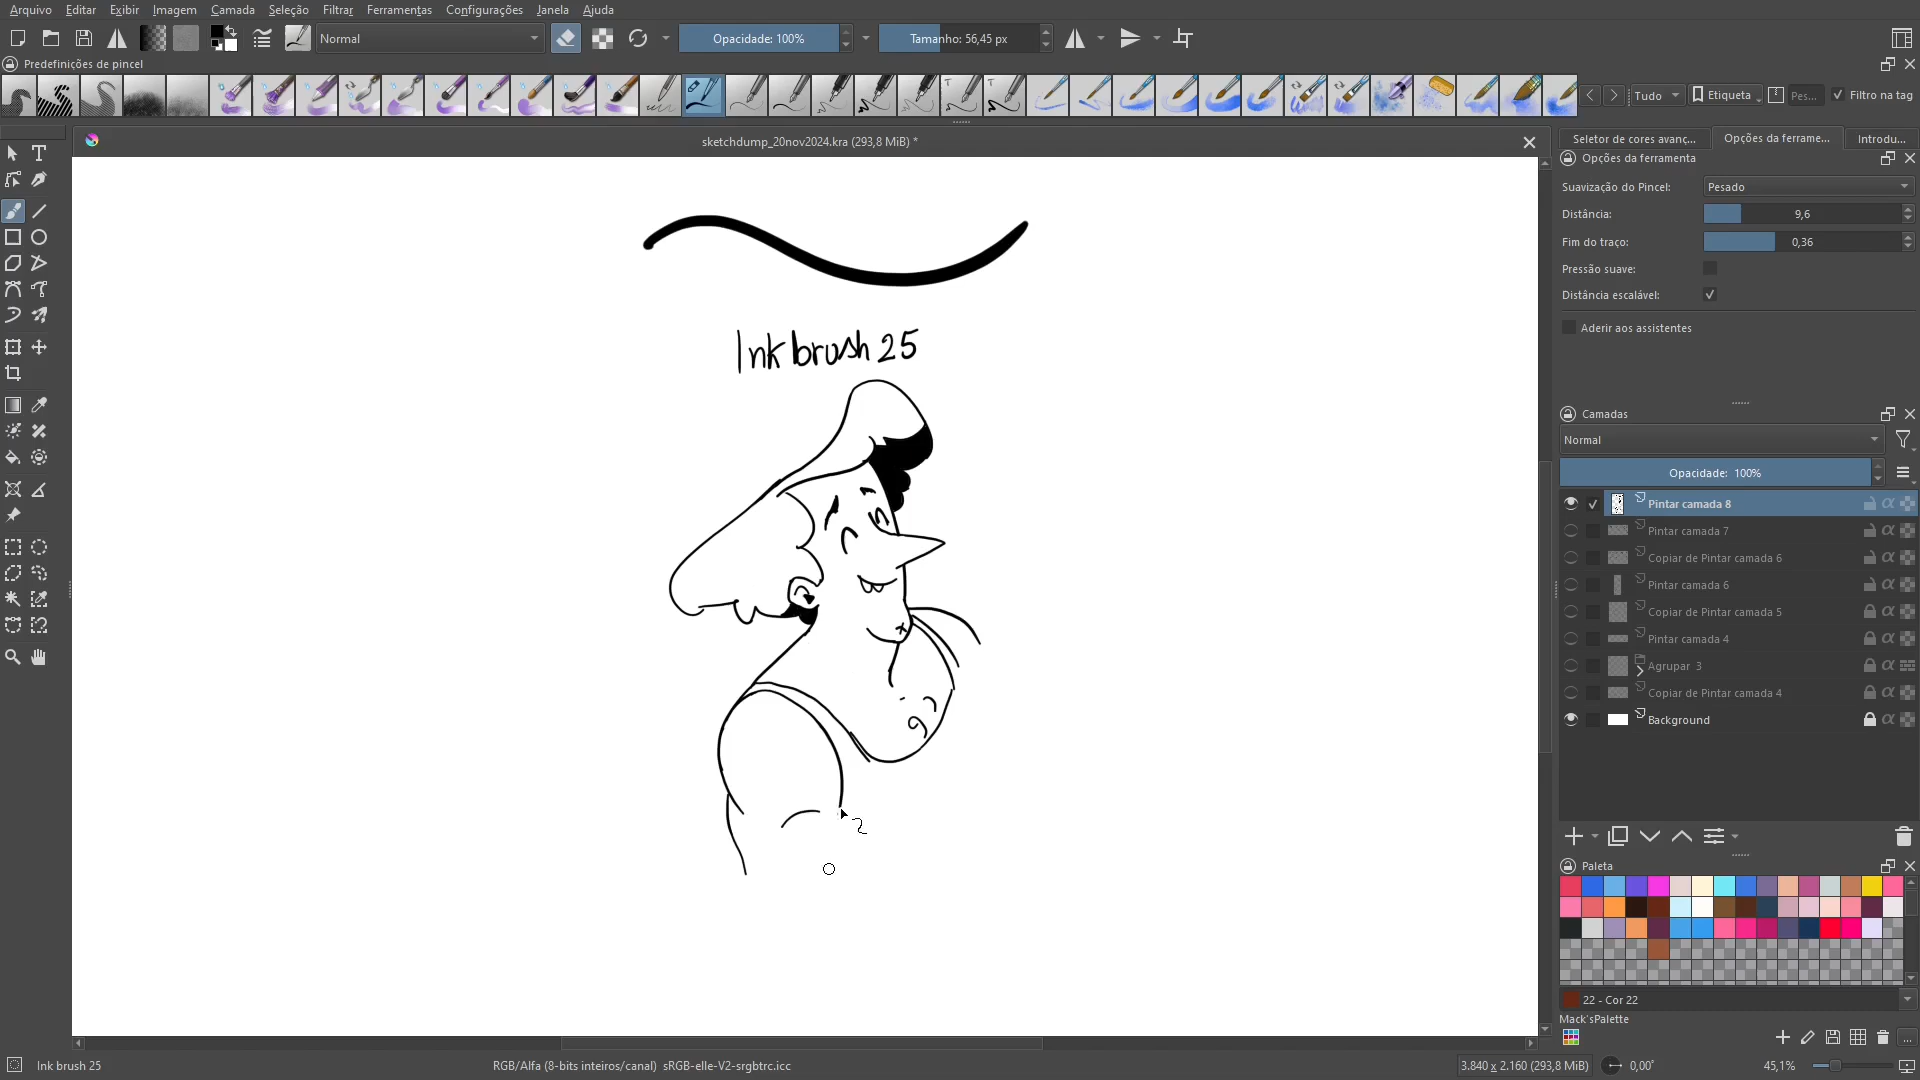 Arquivo Editar Exibir Imagem Camada Seleção Filtrar Ferramentas Configurações Janela Ajuda
Normal Opacidade: 100% Tamanho: 56,45 px
Predefinições de pincel
Tudo Etiqueta Pes... Filtro na tag
sketchdump_20nov2024.kra (293,8 MiB) *
Seletor de cores avanç... Opções da ferrame... Introdu...
Opções da ferramenta
Suavização do Pincel: Pesado
Distância: 9,6
Fim do traço: 0,36
Pressão suave:
Distância escalável:
Aderir aos assistentes
Ink brush 25
Camadas
Normal
Opacidade: 100%
Pintar camada 8
Pintar camada 7
Copiar de Pintar camada 6
Pintar camada 6
Copiar de Pintar camada 5
Pintar camada 4
Agrupar 3
Copiar de Pintar camada 4
Background
Paleta
22 - Cor 22
Mack'sPalette
...
Ink brush 25 RGB/Alfa (8-bits inteiros/canal) sRGB-elle-V2-srgbtrc.icc 3.840 x 2.160 (293,8 MiB) 0,00° 45,1%